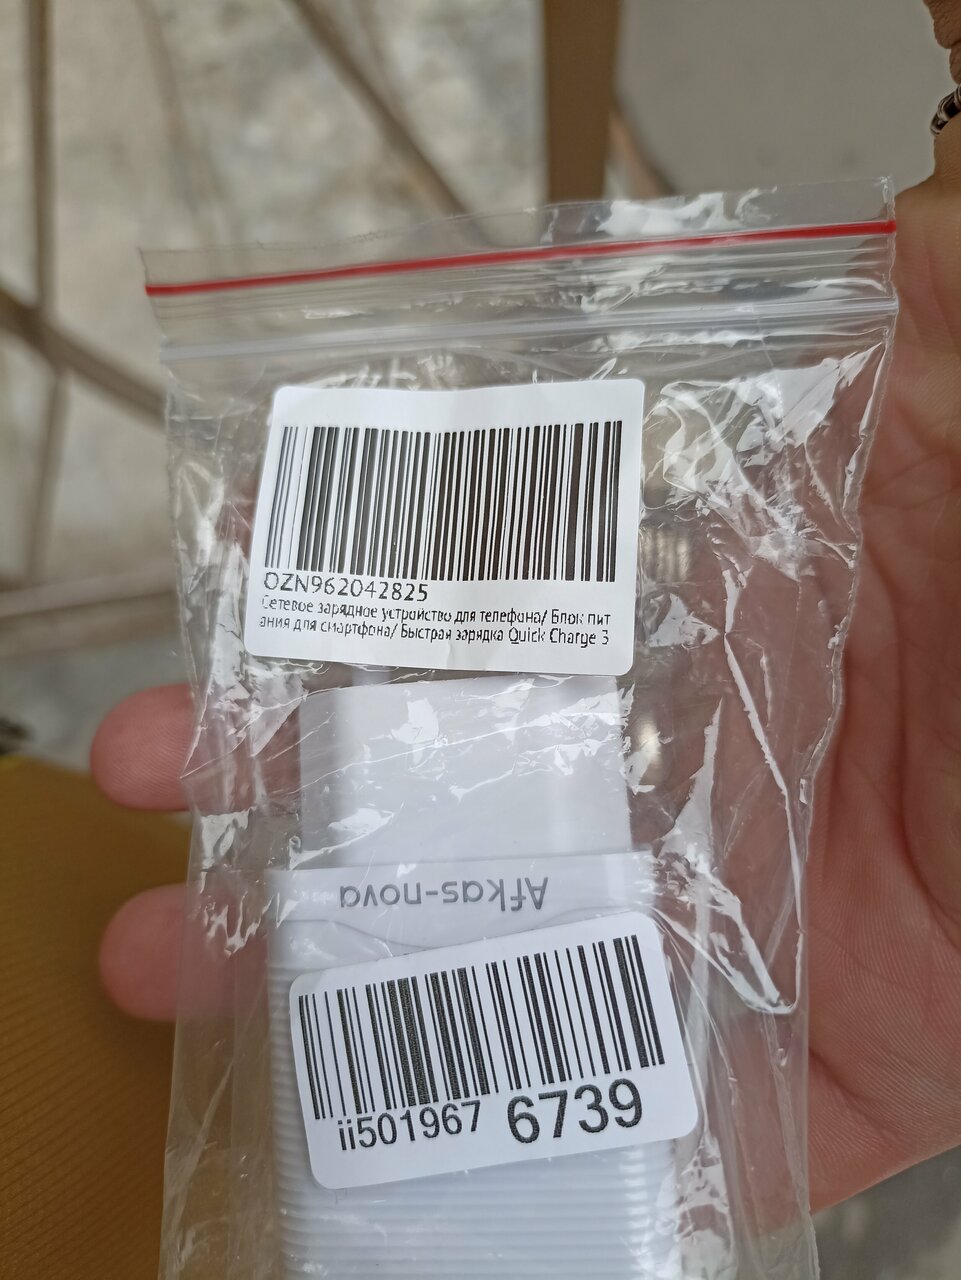 OZN962042825
Сетевое зарядное устройство для телефона/ Блок пит
ания для смартфона/ Быстрая зарядка Quick Charge 3
Afkas-nova
ii501967 6739